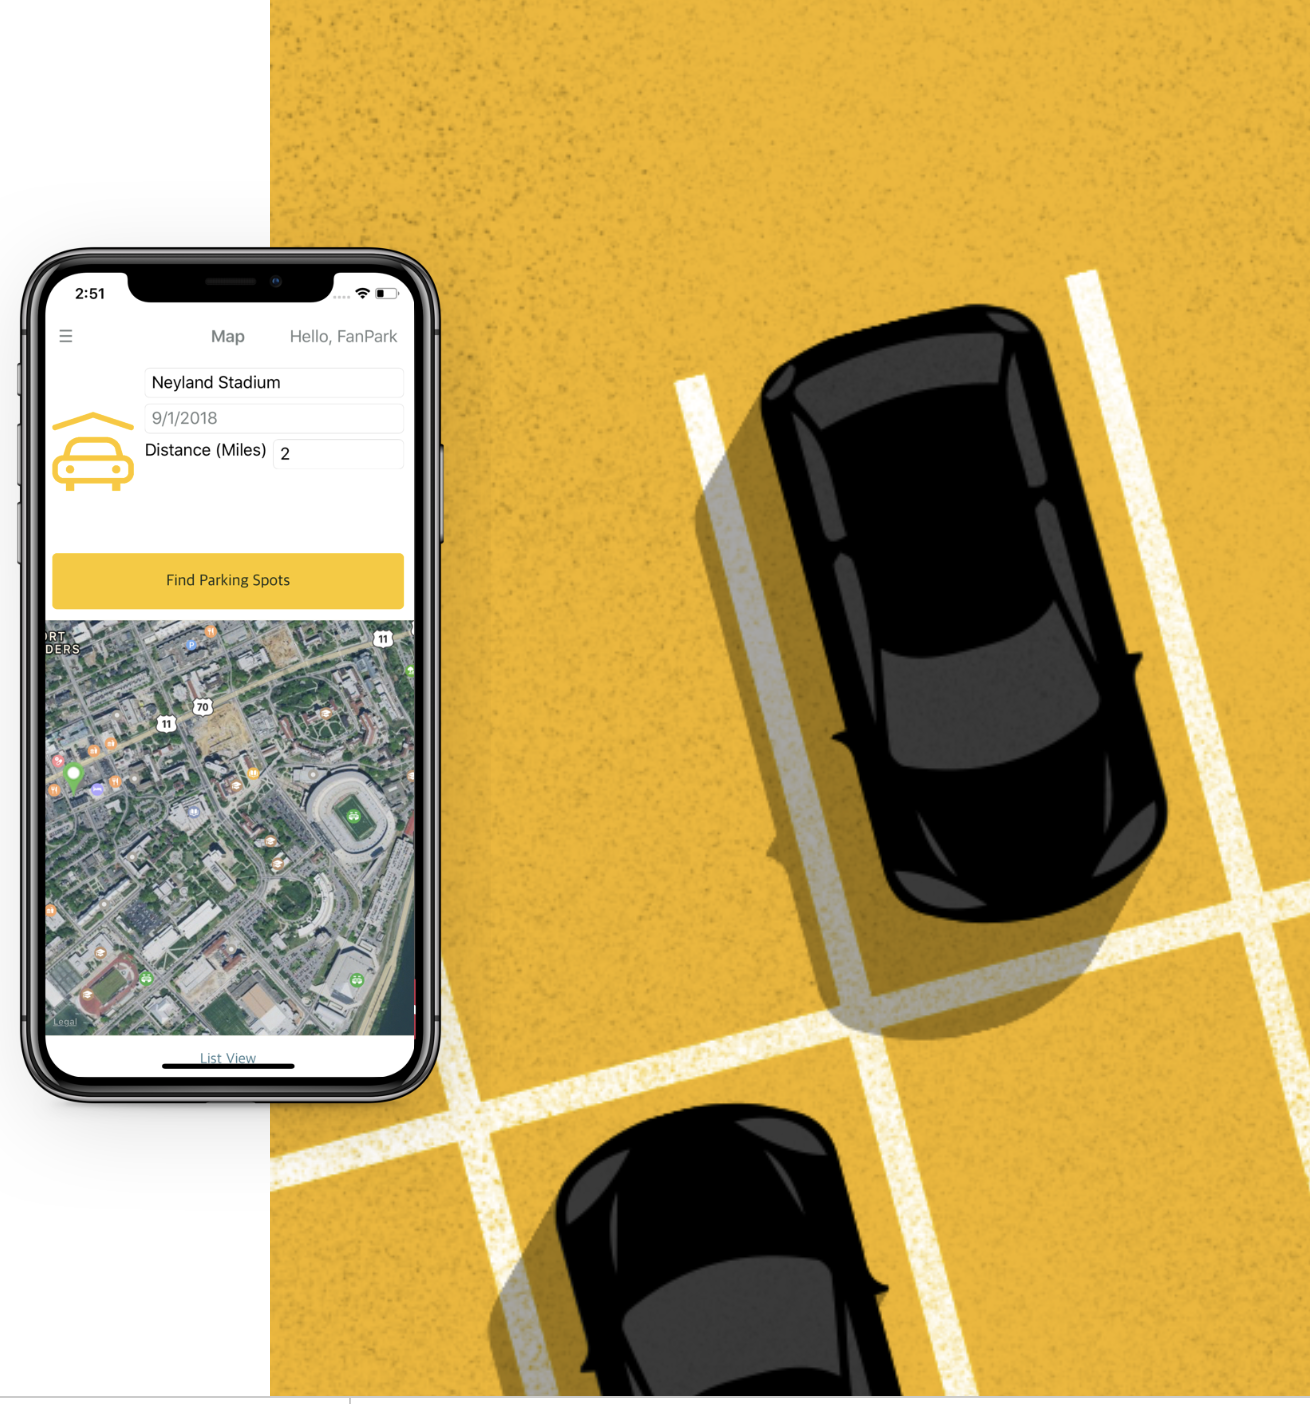 2:51
Map
Hello, FanPark
Neyland Stadium
9/1/2018
Distance (Miles) 2
Find Parking Spots
ORT
DERS
11
P
70
11
Legal
List View